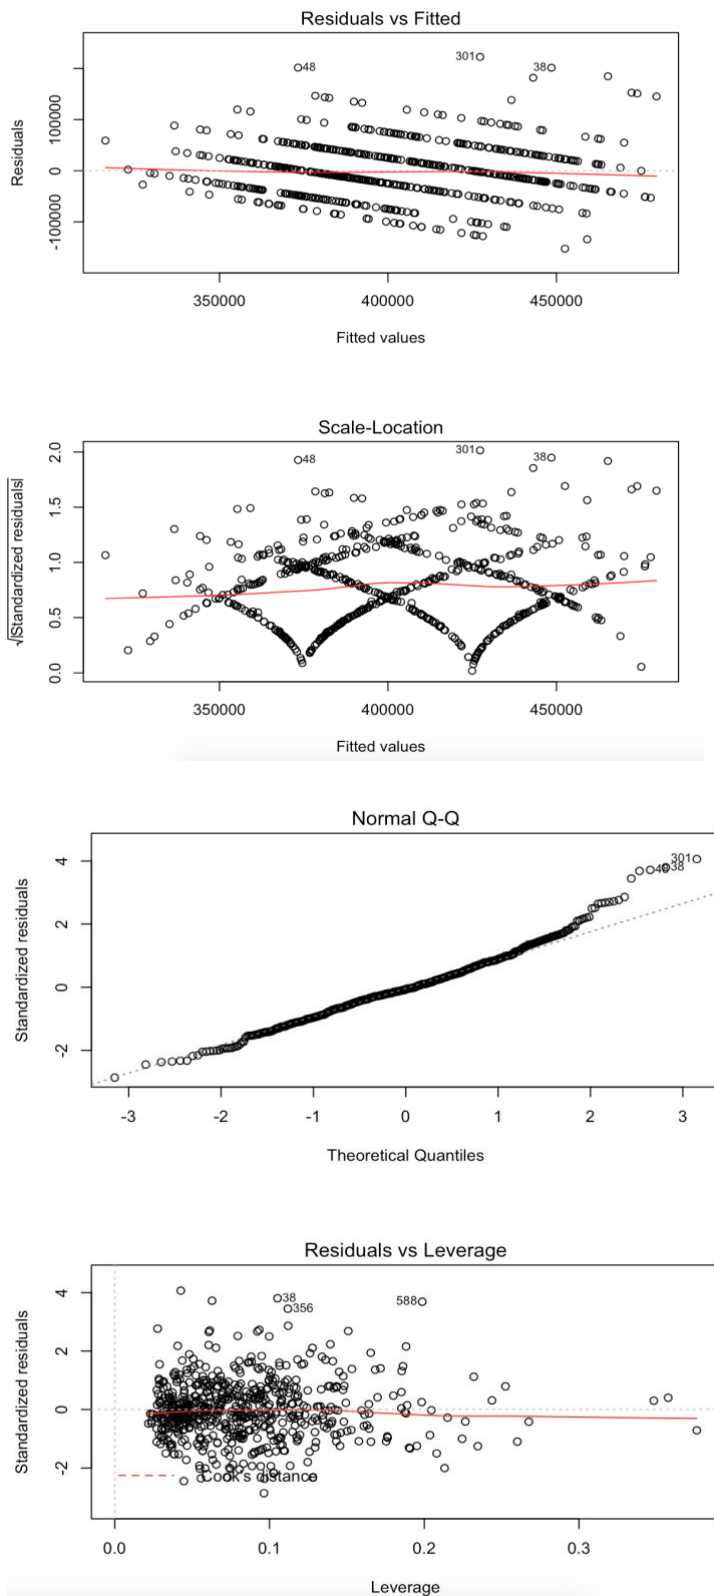 Residuals vs Fitted
Residuals
100000
0
-100000
48
301
38
350000 400000 450000
Fitted values
Scale-Location
√|Standardized residuals|
2.0
1.5
1.0
0.5
0.0
48
301
38
350000 400000 450000
Fitted values
Normal Q-Q
Standardized residuals
4
2
0
-2
301
48
38
-3 -2 -1 0 1 2 3
Theoretical Quantiles
Residuals vs Leverage
Standardized residuals
4
2
0
-2
38
356
588
Cook's distance
0.0 0.1 0.2 0.3
Leverage